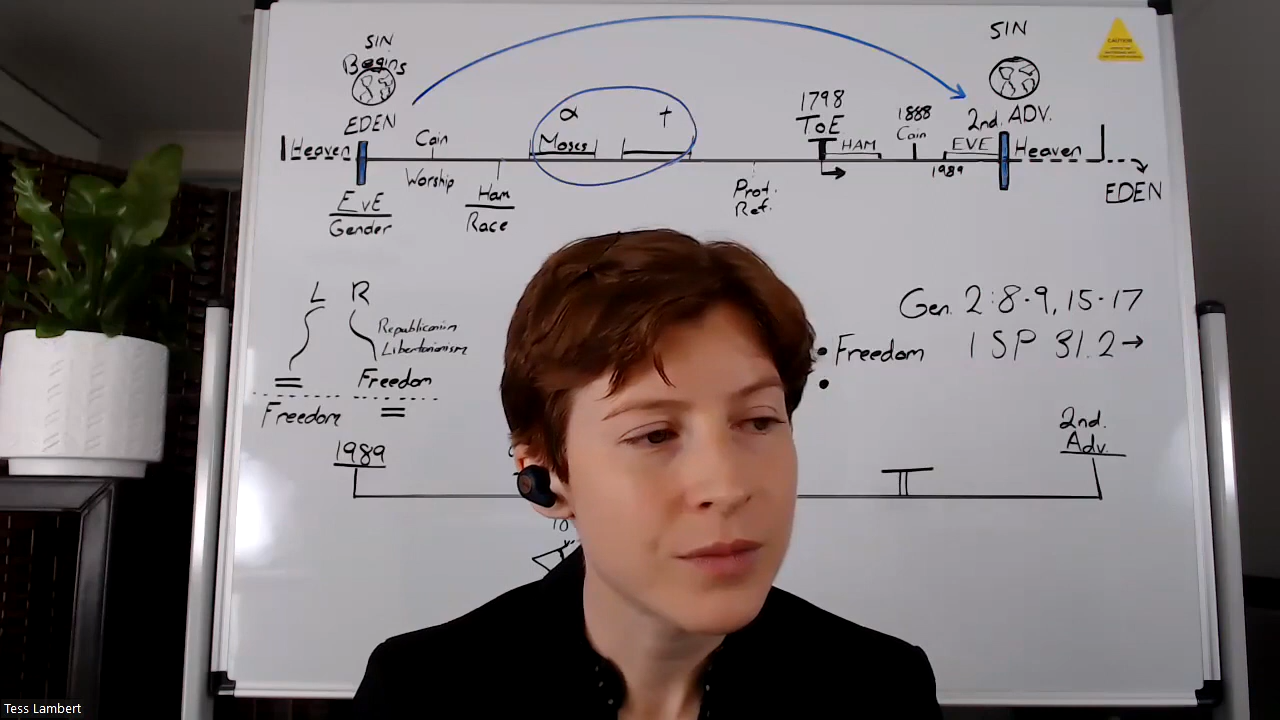 SIN
Begins
EDEN
Heaven
Cain
Worship
EvE
Gender
Ham
Race
α
Moses
†
Prot.
Ref.
1798
ToE
HAM
1888
Cain
SIN
2nd. ADV.
EVE
1989
Heaven
EDEN
CAUTION
L R
Republicanism
Libertarianism
= Freedom
Freedom =
Gen. 2:8-9, 15-17
• Freedom 1 SP 31.2→
•
1989
2nd.
Adv.
Tess Lambert